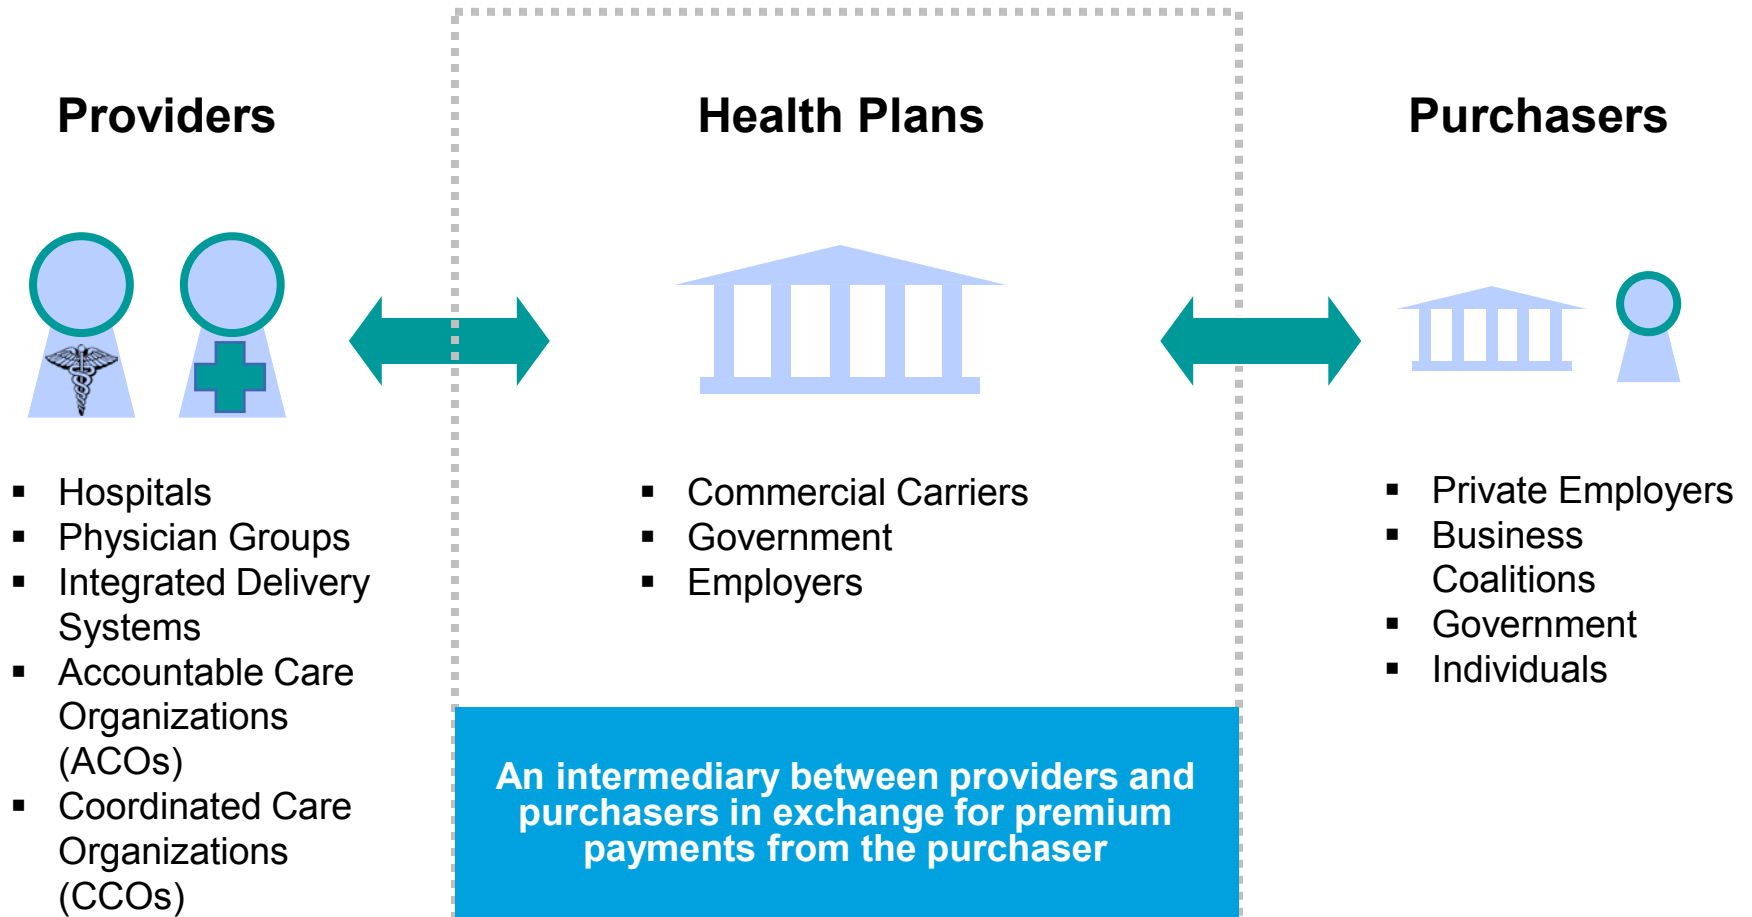 Providers
Health Plans
Purchasers
▪ Hospitals
▪ Physician Groups
▪ Integrated Delivery
Systems
▪ Accountable Care
Organizations
(ACOs)
▪ Coordinated Care
Organizations
(CCOs)
▪ Commercial Carriers
▪ Government
▪ Employers
An intermediary between providers and
purchasers in exchange for premium
payments from the purchaser
▪ Private Employers
▪ Business
Coalitions
▪ Government
▪ Individuals